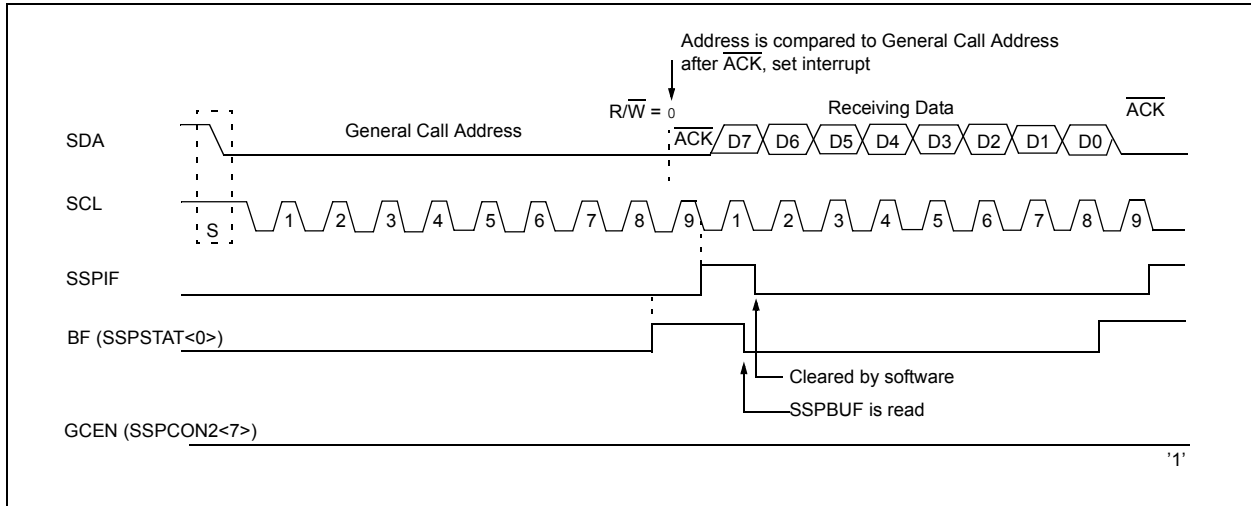 Address is compared to General Call Address
after ACK, set interrupt
R/W = 0
Receiving Data
ACK
SDA
General Call Address
ACK
D7 D6 D5 D4 D3 D2 D1 D0
SCL
S
1 2 3 4 5 6 7 8 9 1 2 3 4 5 6 7 8 9
SSPIF
BF (SSPSTAT<0>)
Cleared by software
SSPBUF is read
GCEN (SSPCON2<7>)
'1'